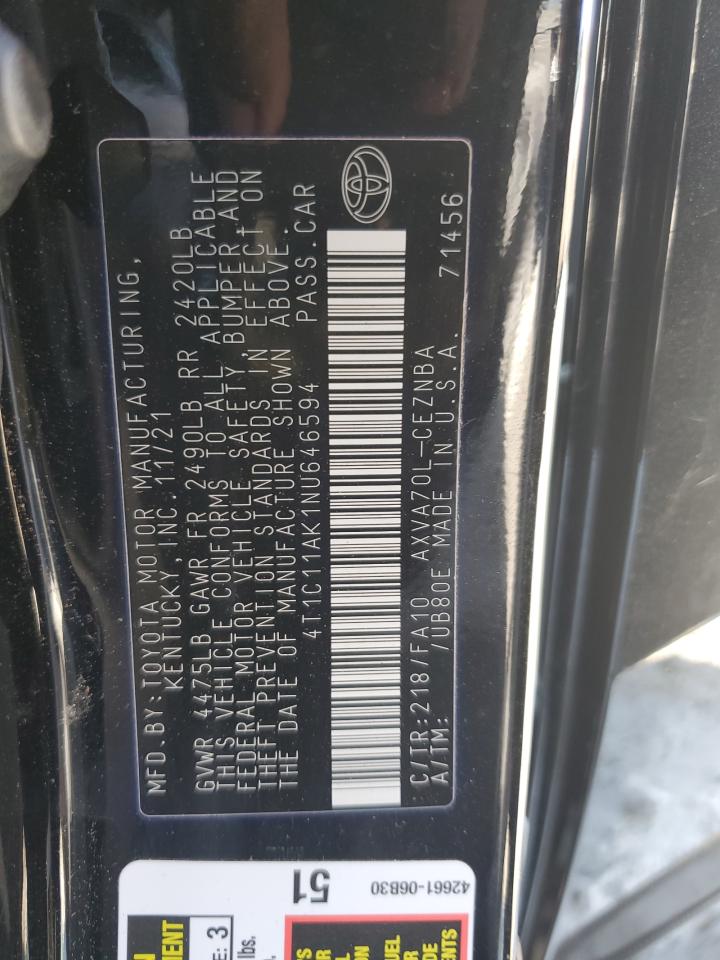 MFD.BY:TOYOTA MOTOR MANUFACTURING,
KENTUCKY, INC. 11/21
GVWR 4475LB GAWR FR 2490LB RR 2420LB
THIS VEHICLE CONFORMS TO ALL APPLICABLE
FEDERAL MOTOR VEHICLE SAFETY, BUMPER AND
THEFT PREVENTION STANDARDS IN EFFECT ON
THE DATE OF MANUFACTURE SHOWN ABOVE.
4T1C11AK1NU646594 PASS.CAR
C/TR:218/FA10 AXVA70L-CEZNBA
A/TM: /UB80E MADE IN U.S.A. 71456
51
42661-06B30
E: 3
lbs.